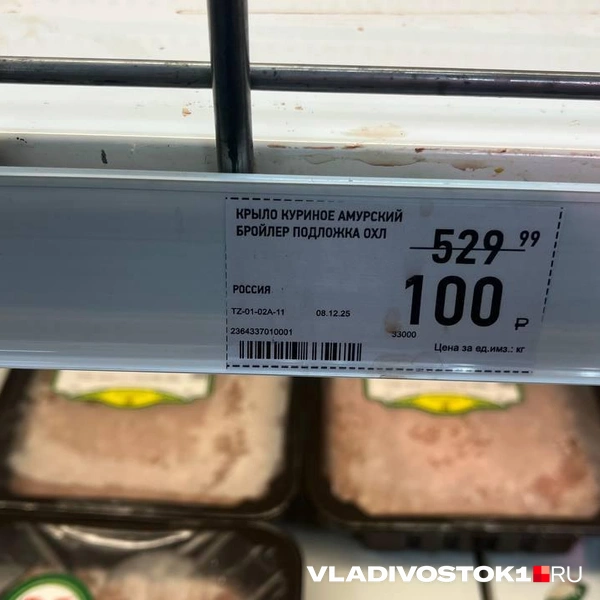 КРЫЛО КУРИНОЕ АМУРСКИЙ
БРОЙЛЕР ПОДЛОЖКА ОХЛ
529 99
РОССИЯ
100 ₽
TZ-01-02A-11 08.12.25
2364337010001 33000
Цена за ед.имз.: кг
VLADIVOSTOK1.RU